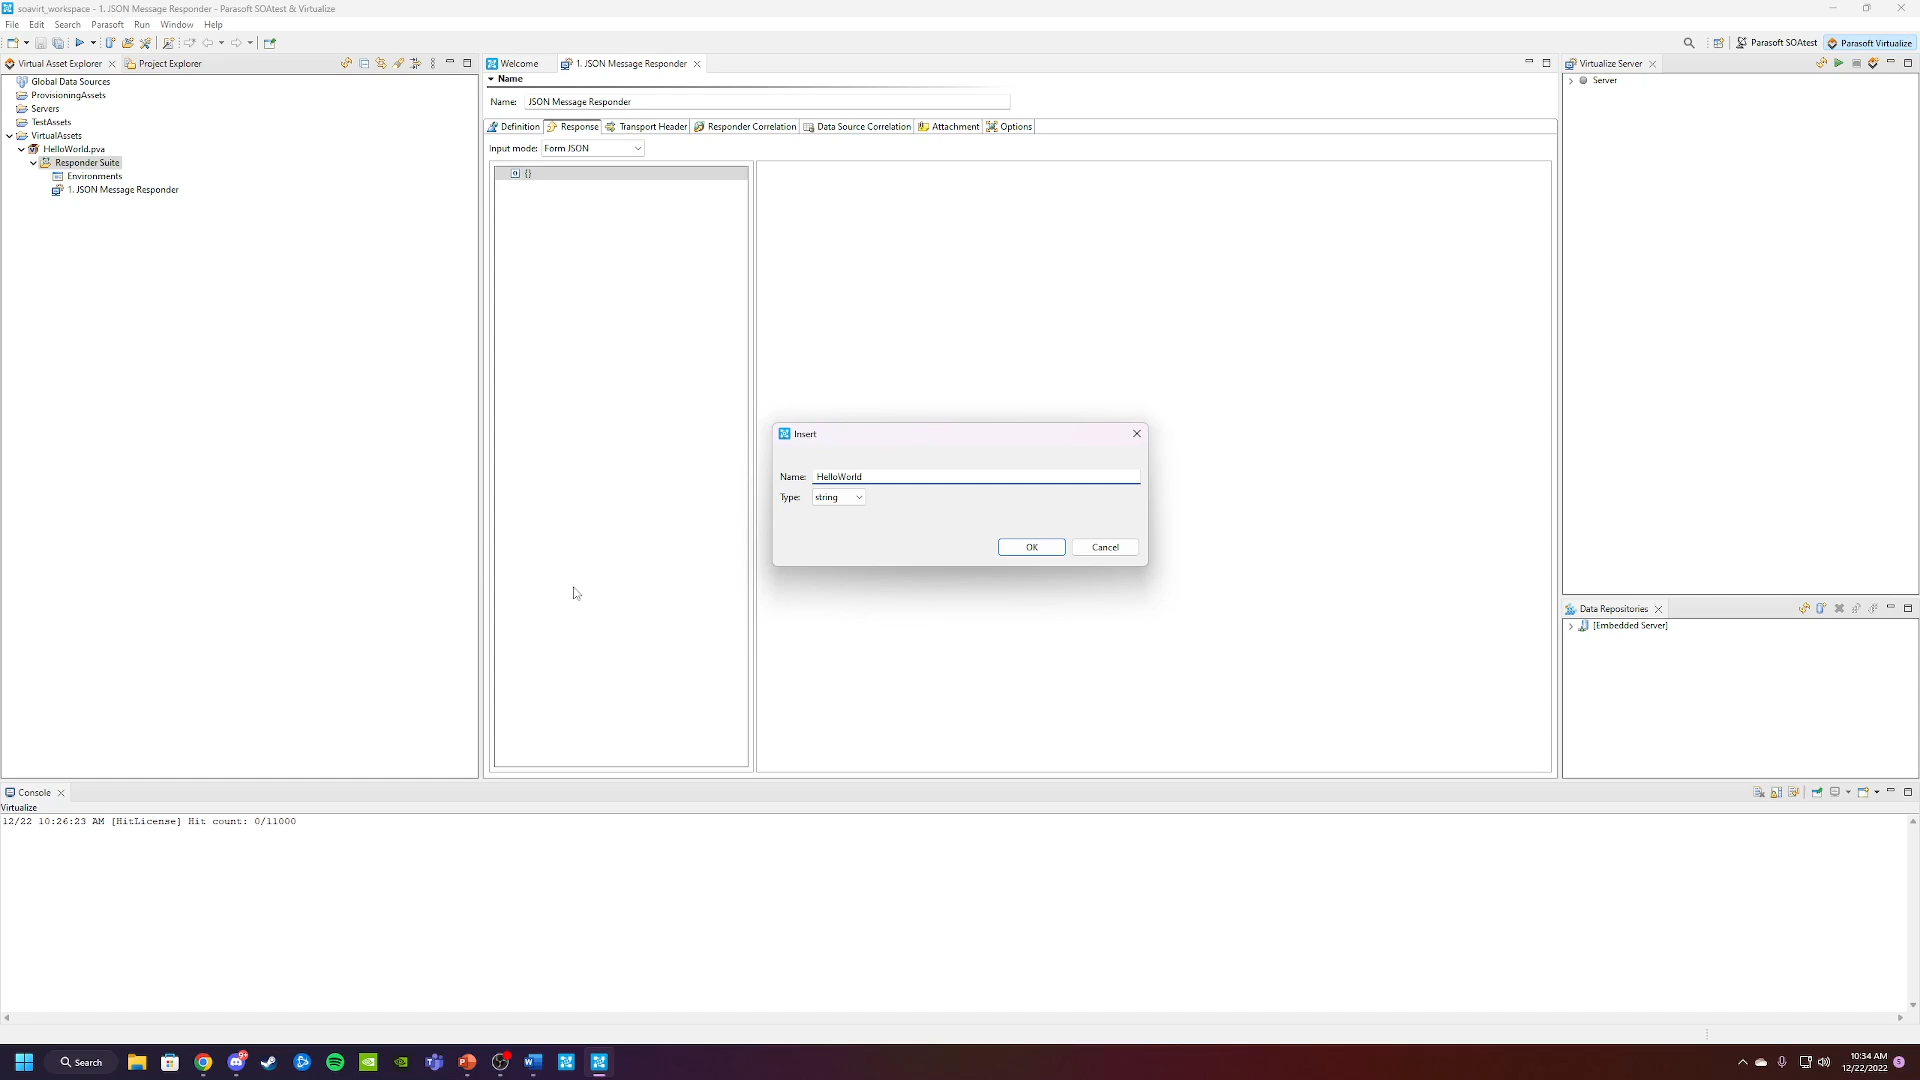 soavirt_workspace - 1. JSON Message Responder - Parasoft SOAtest & Virtualize
File Edit Search Parasoft Run Window Help
Parasoft SOAtest Parasoft Virtualize
Virtual Asset Explorer Project Explorer
Global Data Sources
ProvisioningAssets
Servers
TestAssets
VirtualAssets
HelloWorld.pva
Responder Suite
Environments
1. JSON Message Responder
Welcome 1. JSON Message Responder
Name
Name: JSON Message Responder
Definition Response Transport Header Responder Correlation Data Source Correlation Attachment Options
Input mode: Form JSON
{}
Insert
Name: HelloWorld
Type: string
OK Cancel
Virtualize Server
Server
Data Repositories
[Embedded Server]
Console
Virtualize
12/22 10:26:23 AM [HitLicense] Hit count: 0/11000
Search
10:34 AM
12/22/2022
5